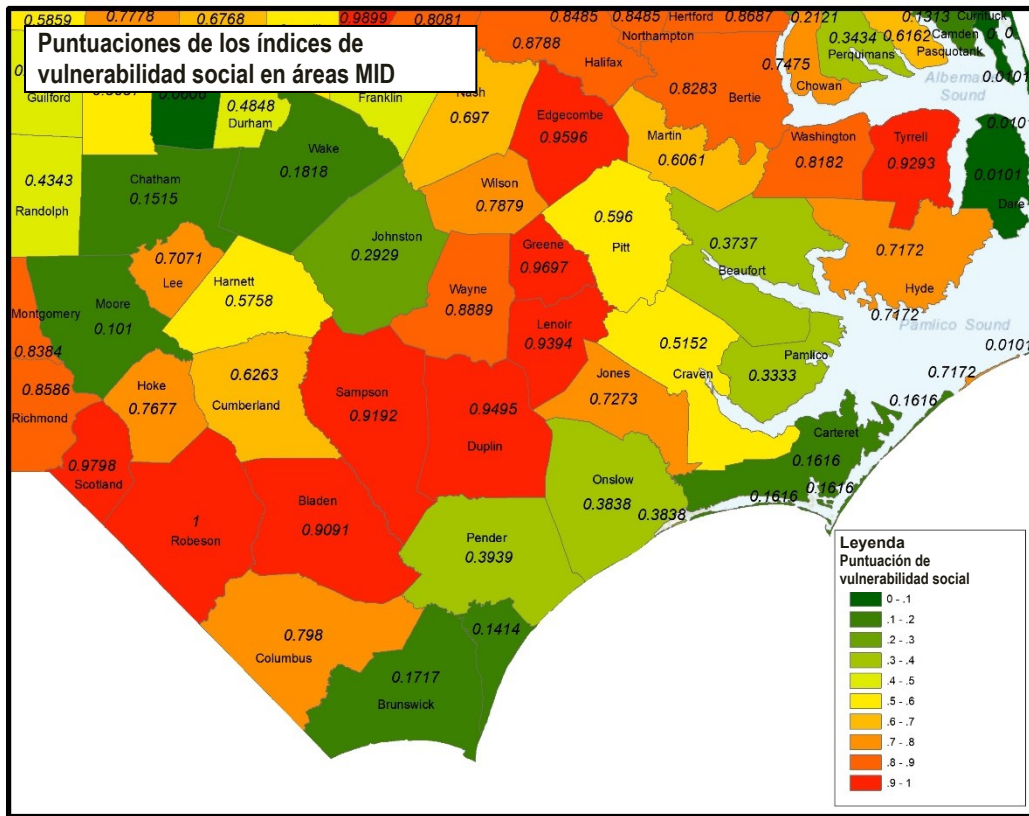 Puntuaciones de los índices de
vulnerabilidad social en áreas MID
0.5859
0.7778
0.6768
0.9899
0.8081
0.8485
0.8485
Hertford
0.8687
0.2121
0.1313
Currituck
Northampton
0.3434
Perquimans
0.6162
Camden
Pasquotank
0.8788
Halifax
0.7475
Chowan
0.0101
Sound
Guilford
0.4848
Durham
Franklin
Nash
0.697
Edgecombe
0.9596
0.8283
Bertie
Martin
0.6061
Washington
0.8182
Tyrrell
0.9293
0.0101
0.0101
Dare
Wake
0.1818
0.4343
Randolph
Chatham
0.1515
Wilson
0.7879
0.596
Pitt
0.3737
Beaufort
0.7172
Hyde
0.7172
Johnston
0.2929
Greene
0.9697
0.7071
Lee
Harnett
0.5758
Wayne
0.8889
Moore
0.101
Montgomery
0.8384
Lenoir
0.9394
0.5152
Craven
Pamlico
0.3333
Pamlico Sound
0.0101
0.7172
0.8586
Richmond
Hoke
0.7677
0.6263
Cumberland
Sampson
0.9192
0.9495
Duplin
Jones
0.7273
0.1616
Carteret
0.1616
0.1616
0.1616
0.9798
Scotland
Onslow
0.3838
0.3838
1
Robeson
Bladen
0.9091
Pender
0.3939
0.798
Columbus
0.1414
0.1717
Brunswick
Leyenda
Puntuación de
vulnerabilidad social
0 - .1
.1 - .2
.2 - .3
.3 - .4
.4 - .5
.5 - .6
.6 - .7
.7 - .8
.8 - .9
.9 - 1